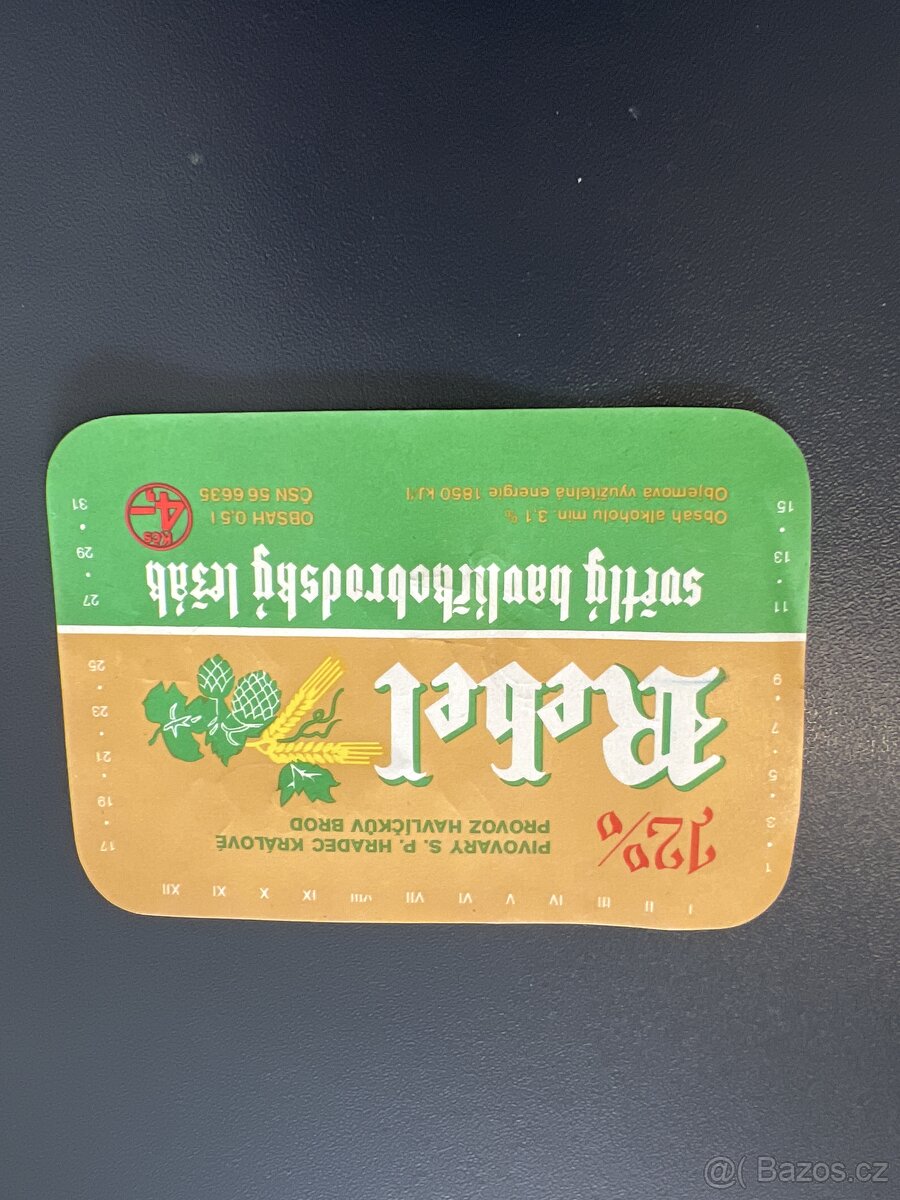 I II III IV V VI VII VIII IX X XI XII
12%
PIVOVARY S. P. HRADEC KRÁLOVÉ
PROVOZ HAVLÍČKŮV BROD
Rebel
světlý havlíčkobrodský ležák
Obsah alkoholu min. 3,1 %
Objemová využitelná energie 1850 kJ/l
OBSAH 0,5 l
ČSN 56 6635
Kčs
4,-
1 • 3 • 5 • 7 • 9
11 • 13 • 15
17 • 19 • 21 • 23 • 25
27 • 29 • 31
@( Bazos.cz